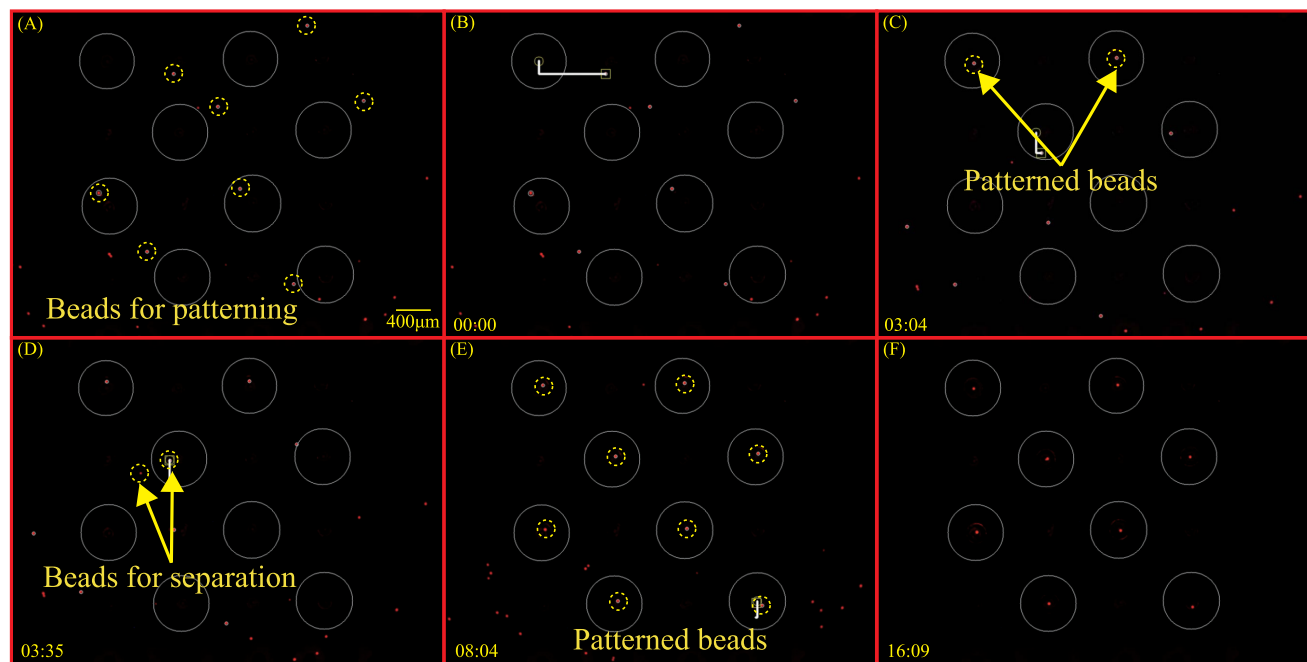 (A)
Beads for patterning
400μm
(B)
00:00
(C)
Patterned beads
03:04
(D)
Beads for separation
03:35
(E)
Patterned beads
08:04
(F)
16:09